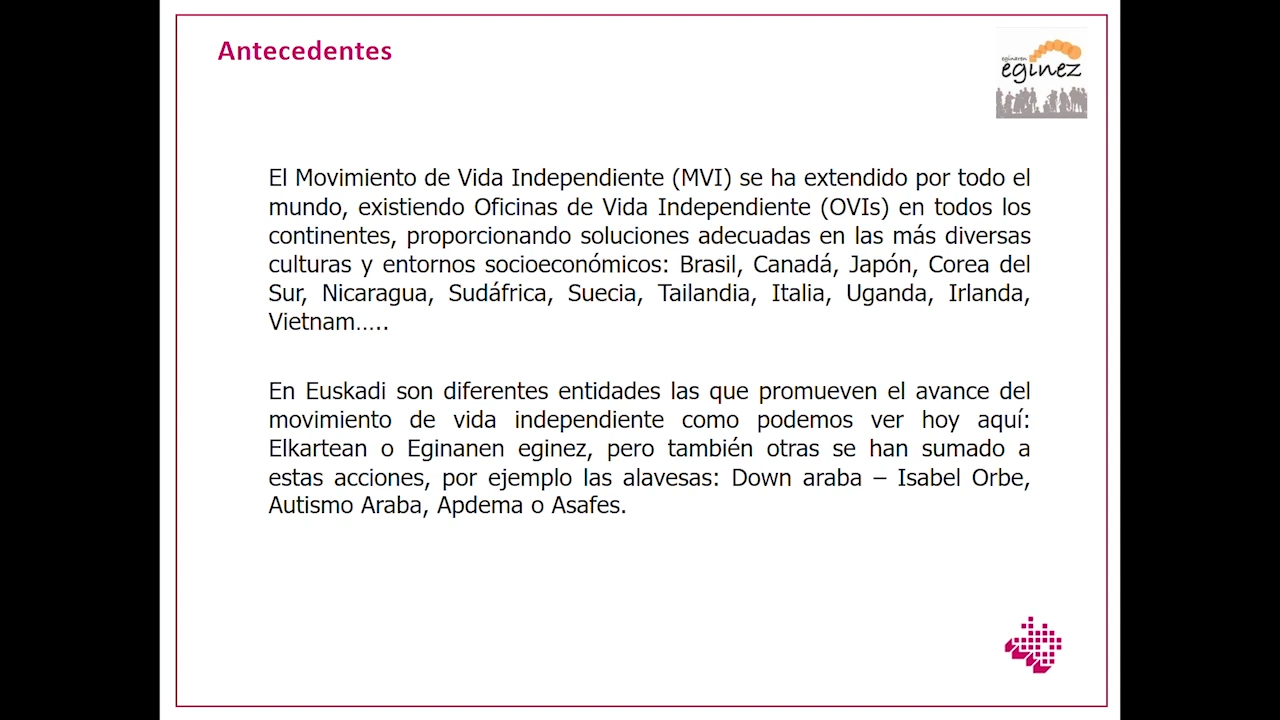 Antecedentes
eginaren
eginez
El Movimiento de Vida Independiente (MVI) se ha extendido por todo el
mundo, existiendo Oficinas de Vida Independiente (OVIs) en todos los
continentes, proporcionando soluciones adecuadas en las más diversas
culturas y entornos socioeconómicos: Brasil, Canadá, Japón, Corea del
Sur, Nicaragua, Sudáfrica, Suecia, Tailandia, Italia, Uganda, Irlanda,
Vietnam…..
En Euskadi son diferentes entidades las que promueven el avance del
movimiento de vida independiente como podemos ver hoy aquí:
Elkartean o Eginanen eginez, pero también otras se han sumado a
estas acciones, por ejemplo las alavesas: Down araba – Isabel Orbe,
Autismo Araba, Apdema o Asafes.